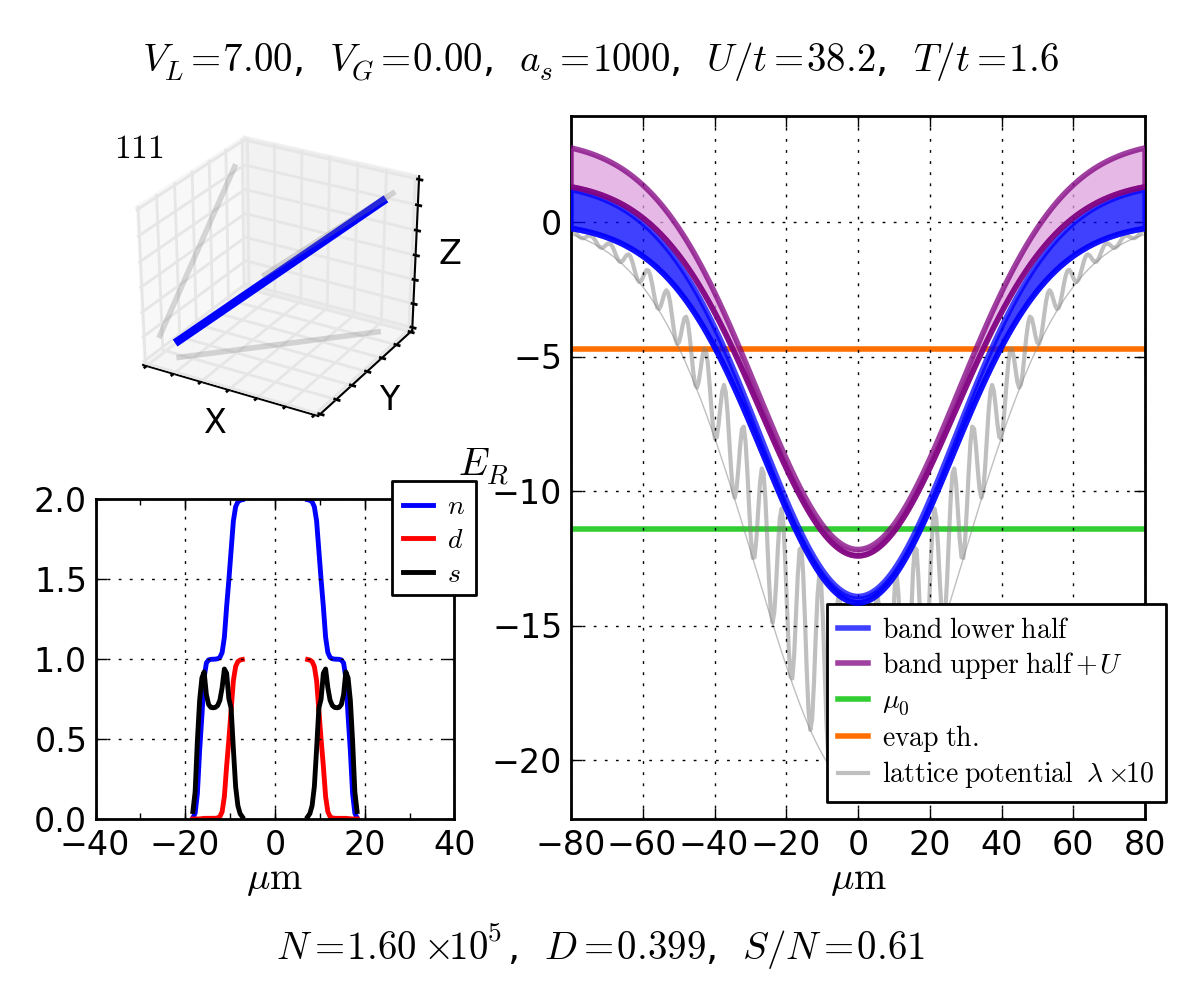 V_L=7.00, V_G=0.00, a_s=1000, U/t=38.2, T/t=1.6
111
Z
Y
X
E_R
2.0
1.5
1.0
0.5
0.0
−40 −20 0 20 40
μm
n
d
s
0
−5
−10
−15
−20
−80 −60 −40 −20 0 20 40 60 80
μm
band lower half
band upper half+U
μ_0
evap th.
lattice potential λ×10
N=1.60×10^5, D=0.399, S/N=0.61